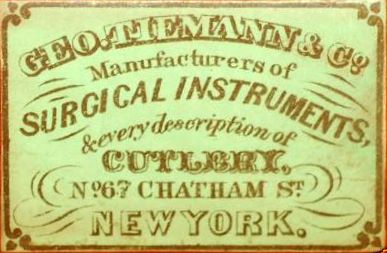 GEO. TIEMANN & Co.
Manufacturers of
SURGICAL INSTRUMENTS,
& every description of
CUTLERY,
No. 67 CHATHAM ST.
NEW YORK.